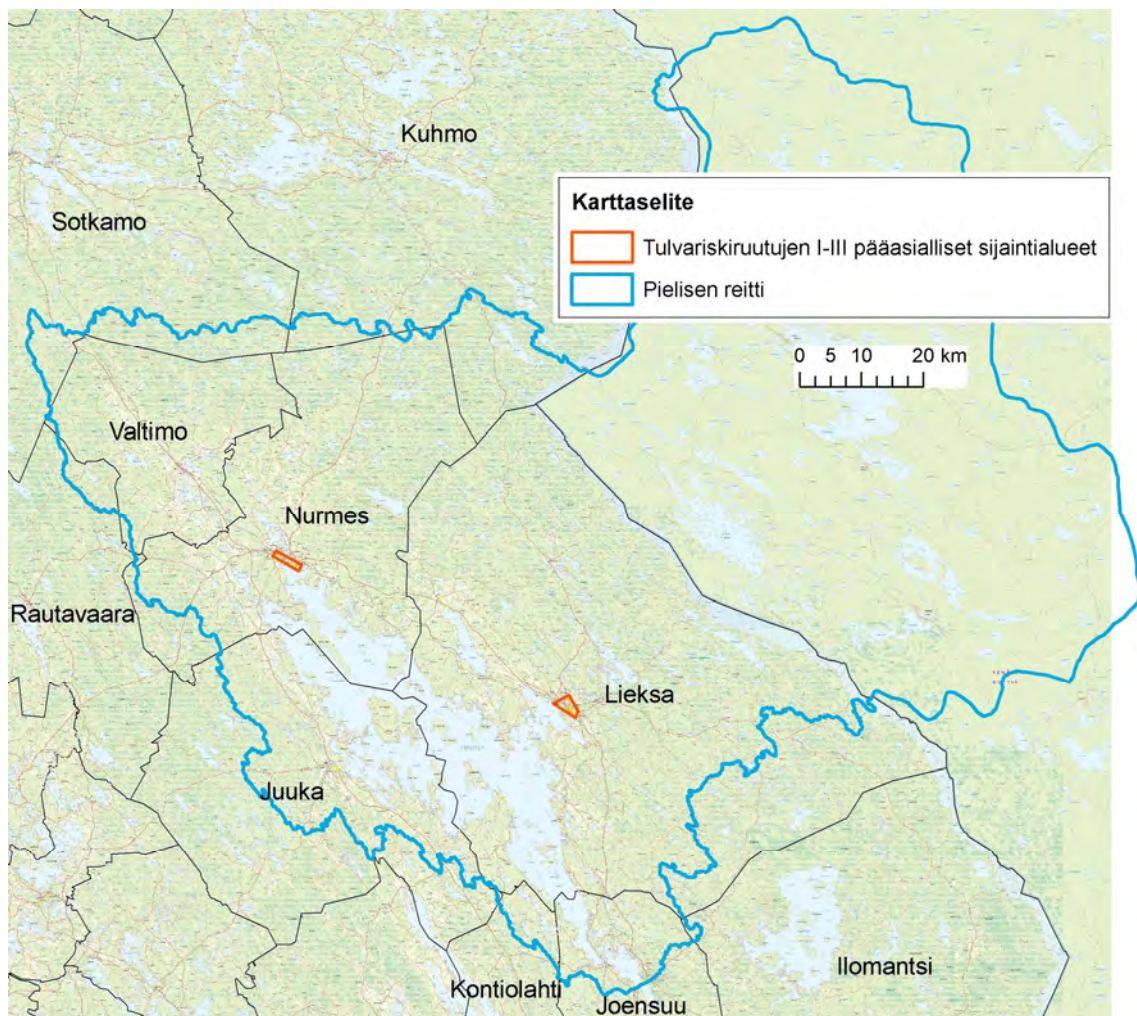 Kuhmo
Sotkamo
Karttaselite
Tulvariskiruutujen I-III pääasialliset sijaintialueet
Pielisen reitti
0 5 10 20 km
Valtimo
Nurmes
Rautavaara
Lieksa
Juuka
Ilomantsi
Kontiolahti
Joensuu